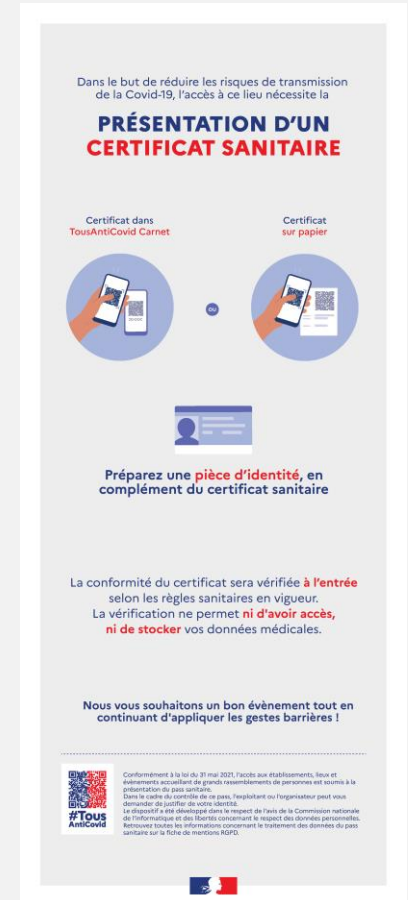 Dans le but de réduire les risques de transmission
de la Covid-19, l'accès à ce lieu nécessite la
PRÉSENTATION D'UN
CERTIFICAT SANITAIRE
Certificat dans
TousAntiCovid Carnet
Certificat
sur papier
OU
Préparez une pièce d'identité, en
complément du certificat sanitaire
La conformité du certificat sera vérifiée à l'entrée
selon les règles sanitaires en vigueur.
La vérification ne permet ni d'avoir accès,
ni de stocker vos données médicales.
Nous vous souhaitons un bon évènement tout en
continuant d'appliquer les gestes barrières !
#Tous
AntiCovid
Conformément à la loi du 31 mai 2021, l'accès aux établissements, lieux et
évènements accueillant de grands rassemblements de personnes est soumis à la
présentation du pass sanitaire.
Dans le cadre du contrôle de ce pass, l'exploitant ou l'organisateur peut vous
demander de justifier de votre identité.
Le dispositif a été développé dans le respect de l'avis de la Commission nationale
de l'informatique et des libertés concernant le respect des données personnelles.
Retrouvez toutes les informations concernant le traitement des données du pass
sanitaire sur la fiche de mentions RGPD.